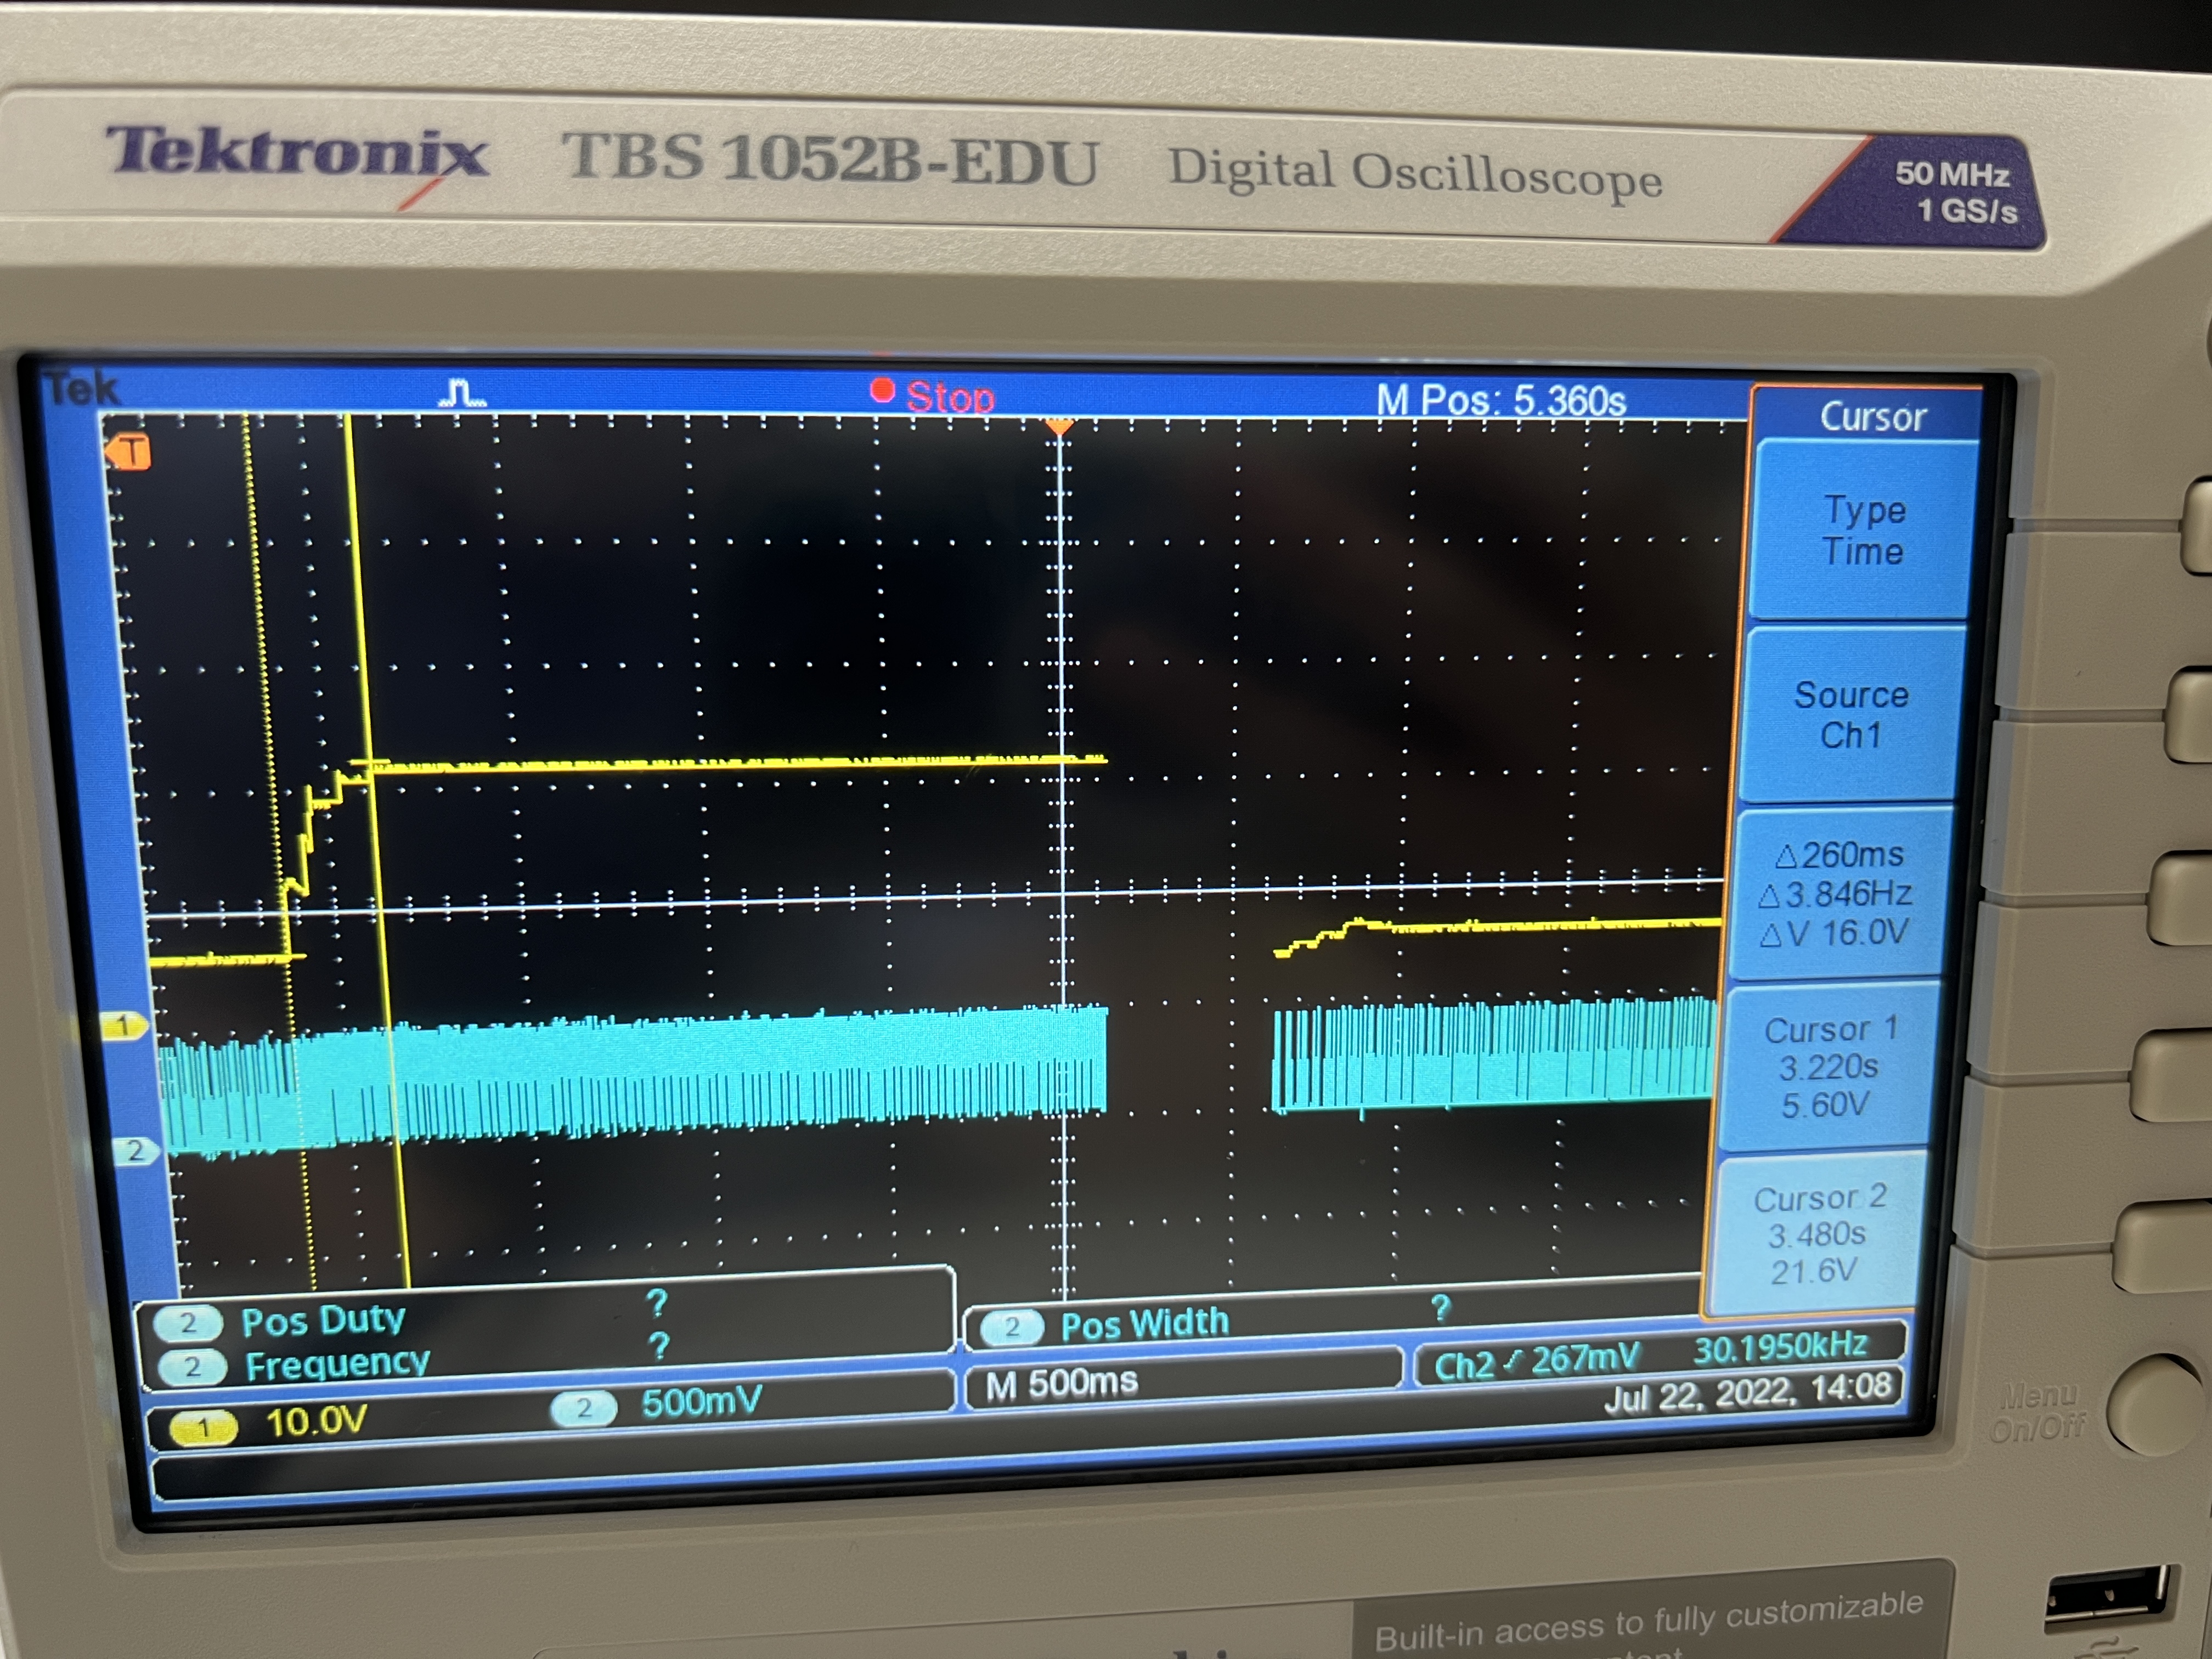 Tektronix TBS 1052B-EDU Digital Oscilloscope
50 MHz
1 GS/s
Tek
Stop
M Pos: 5.360s
T
Cursor
Type
Time
Source
Ch1
△260ms
△3.846Hz
△V 16.0V
1
Cursor 1
3.220s
5.60V
2
Cursor 2
3.480s
21.6V
2 Pos Duty ?
2 Frequency ?
2 Pos Width ?
1 10.0V 2 500mV
M 500ms
Ch2 267mV 30.1950kHz
Jul 22, 2022, 14:08
Menu
On/Off
Built-in access to fully customizable